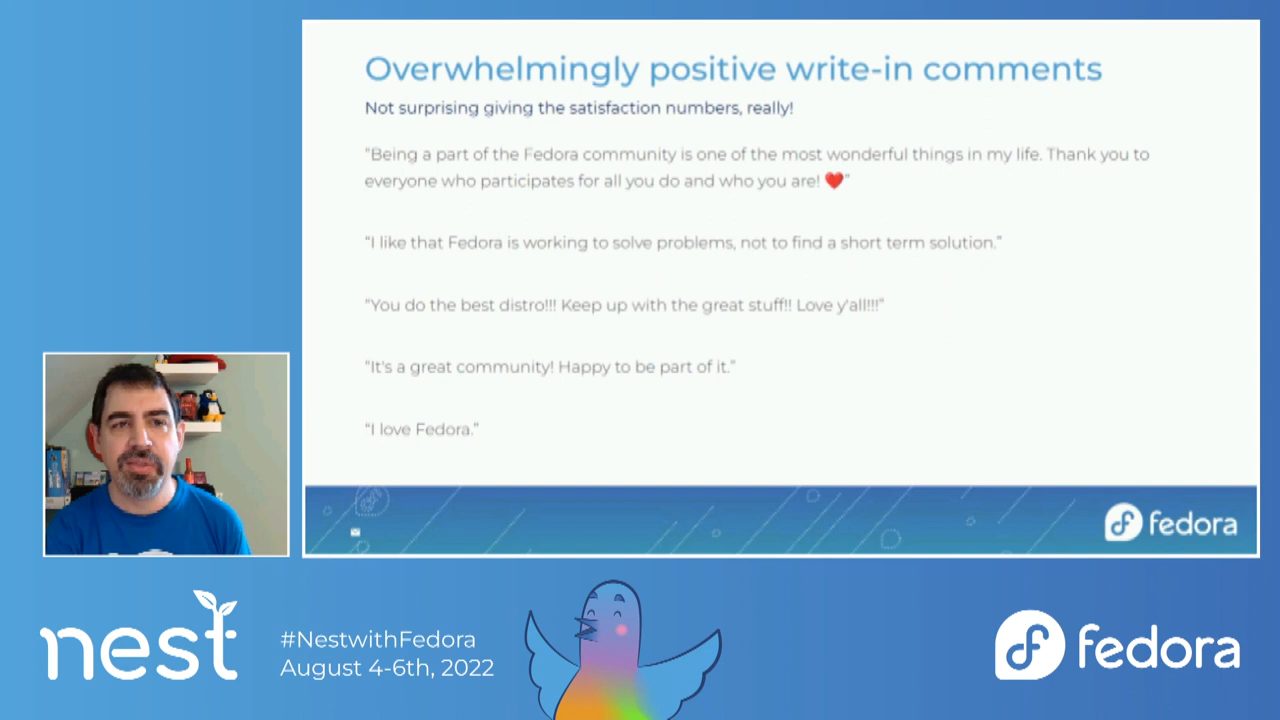 Overwhelmingly positive write-in comments
Not surprising giving the satisfaction numbers, really!
“Being a part of the Fedora community is one of the most wonderful things in my life. Thank you to
everyone who participates for all you do and who you are! ❤️”
“I like that Fedora is working to solve problems, not to find a short term solution.”
“You do the best distro!!! Keep up with the great stuff!! Love y'all!!!”
“It's a great community! Happy to be part of it.”
“I love Fedora.”
fedora
nest
#NestwithFedora
August 4-6th, 2022
fedora